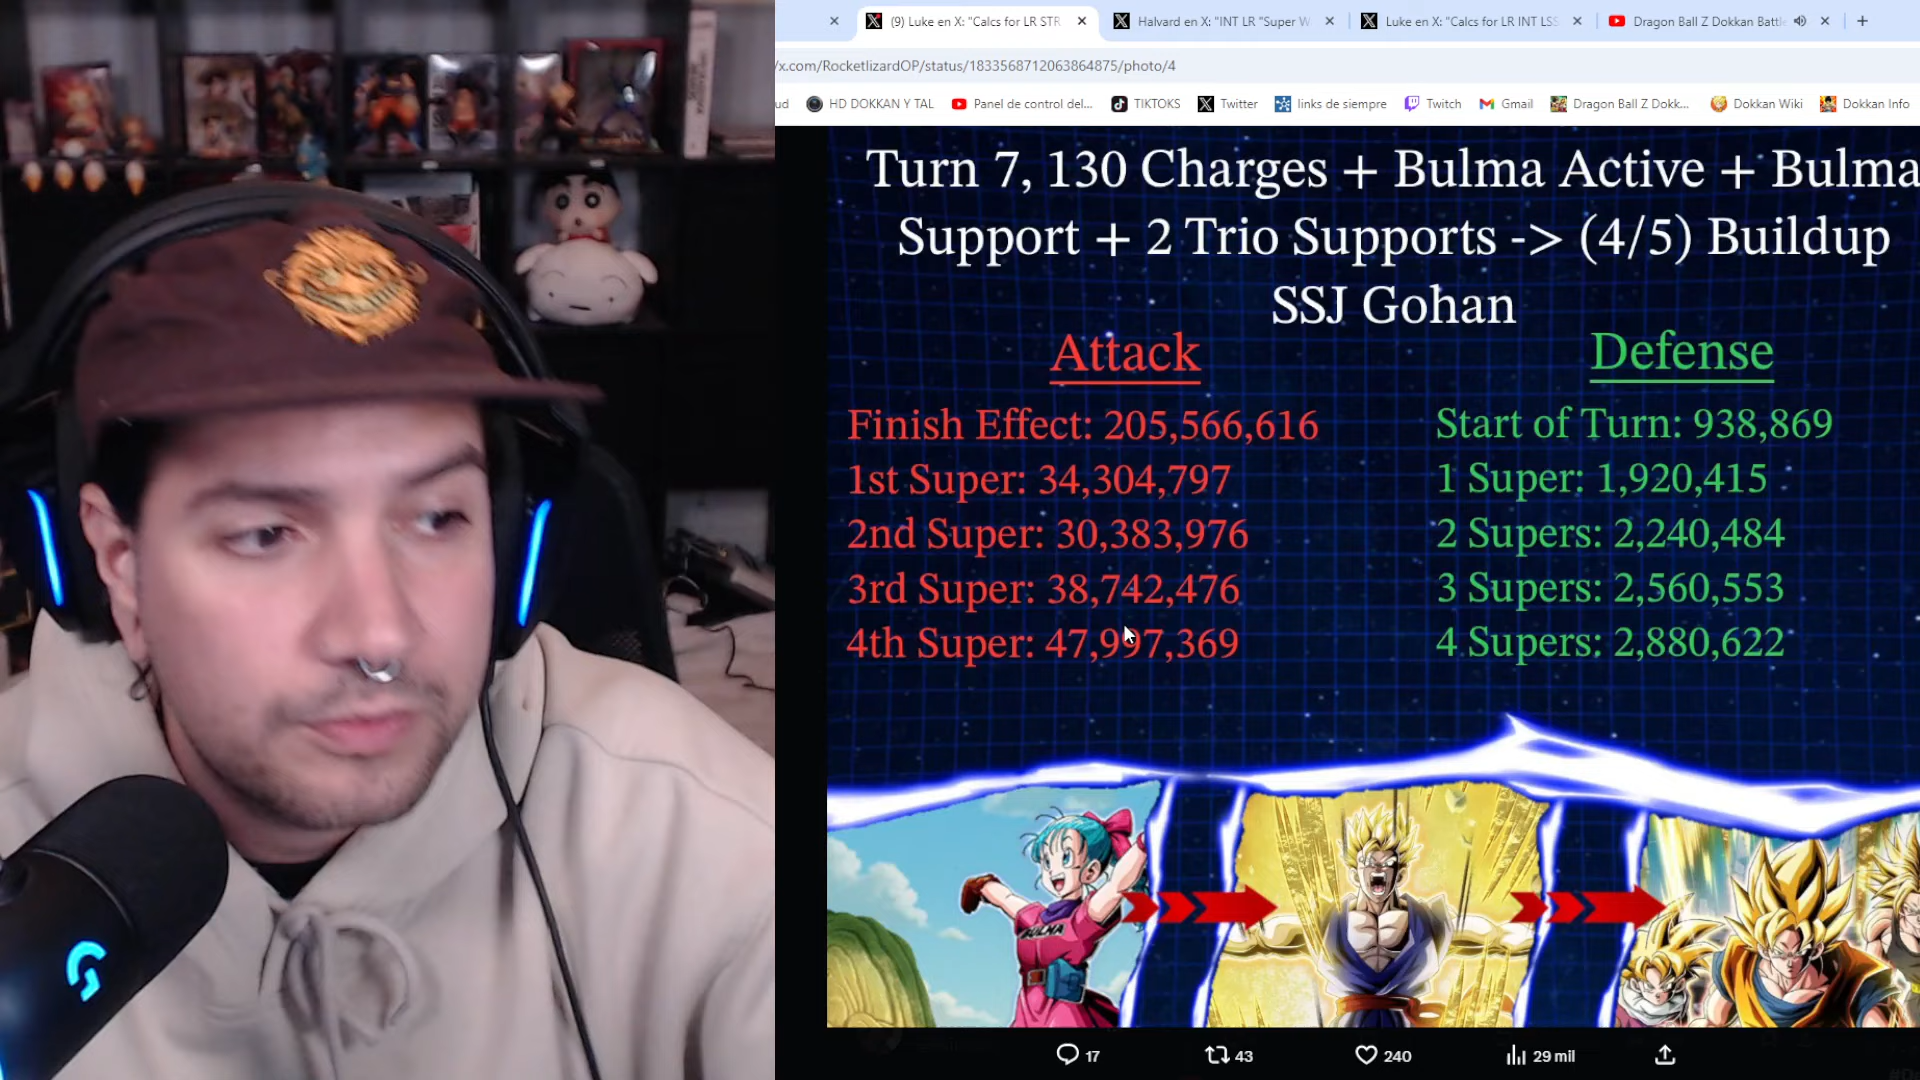 (9) Luke en X: "Calcs for LR STR
Halvard en X: "INT LR "Super W
Luke en X: "Calcs for LR INT LSS
Dragon Ball Z Dokkan Battl
/x.com/RocketlizardOP/status/1833568712063864875/photo/4
ud
HD DOKKAN Y TAL
Panel de control del...
TIKTOKS
Twitter
links de siempre
Twitch
Gmail
Dragon Ball Z Dokk...
Dokkan Wiki
Dokkan Info
Turn 7, 130 Charges + Bulma Active + Bulma
Support + 2 Trio Supports -> (4/5) Buildup
SSJ Gohan
Attack
Finish Effect: 205,566,616
1st Super: 34,304,797
2nd Super: 30,383,976
3rd Super: 38,742,476
4th Super: 47,997,369
Defense
Start of Turn: 938,869
1 Super: 1,920,415
2 Supers: 2,240,484
3 Supers: 2,560,553
4 Supers: 2,880,622
BULMA
17
43
240
29 mil